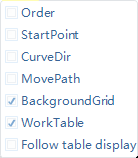 Order
StartPoint
CurveDir
MovePath
BackgroundGrid
WorkTable
Follow table display